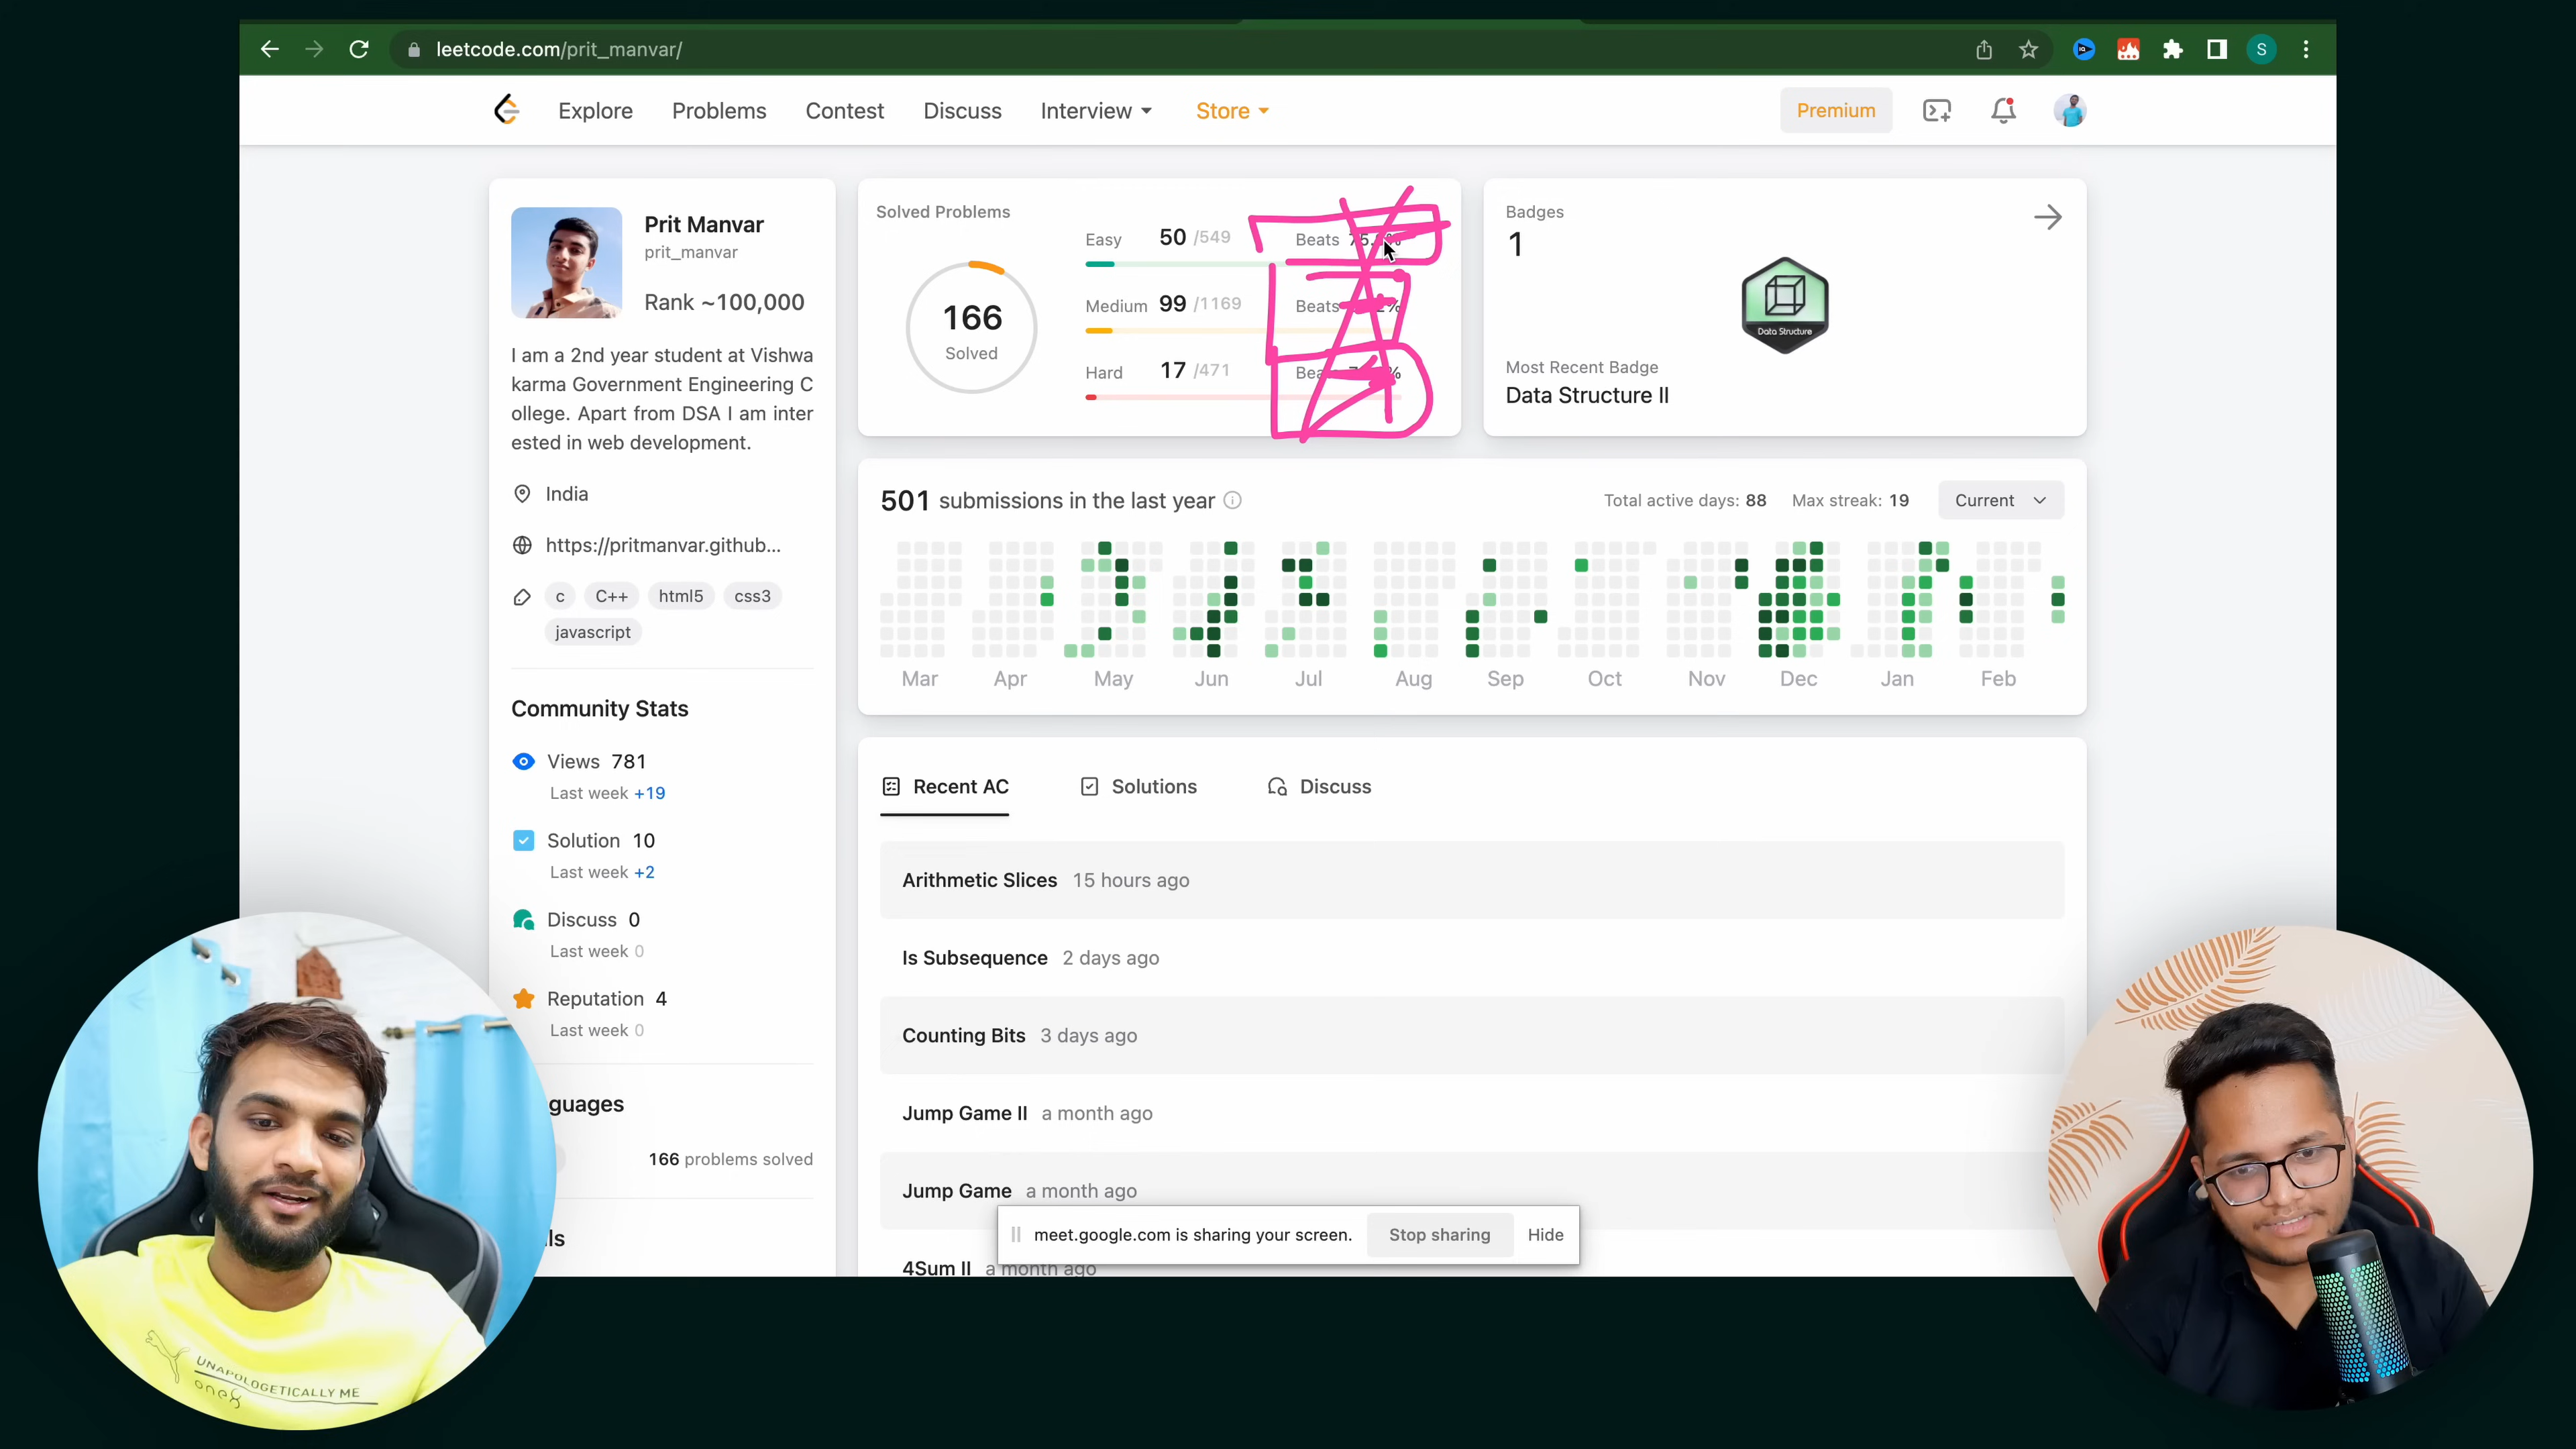 leetcode.com/prit_manvar/
S
Explore Problems Contest Discuss Interview Store
Premium
Prit Manvar
prit_manvar
Rank ~100,000
I am a 2nd year student at Vishwa
karma Government Engineering C
ollege. Apart from DSA I am inter
ested in web development.
India
https://pritmanvar.github...
c C++ html5 css3
javascript
Community Stats
Views 781
Last week +19
Solution 10
Last week +2
Discuss 0
Last week 0
Reputation 4
Last week 0
guages
166 problems solved
ls
Solved Problems
166
Solved
Easy 50 /549 Beats
Medium 99 /1169 Beats
Hard 17 /471
Badges
1
Data Structure
Most Recent Badge
Data Structure II
501 submissions in the last year
Total active days: 88 Max streak: 19 Current
Mar Apr May Jun Jul Aug Sep Oct Nov Dec Jan Feb
Recent AC Solutions Discuss
Arithmetic Slices 15 hours ago
Is Subsequence 2 days ago
Counting Bits 3 days ago
Jump Game II a month ago
Jump Game a month ago
4Sum II a month ago
meet.google.com is sharing your screen. Stop sharing Hide
UNAPOLOGETICALLY ME
one8